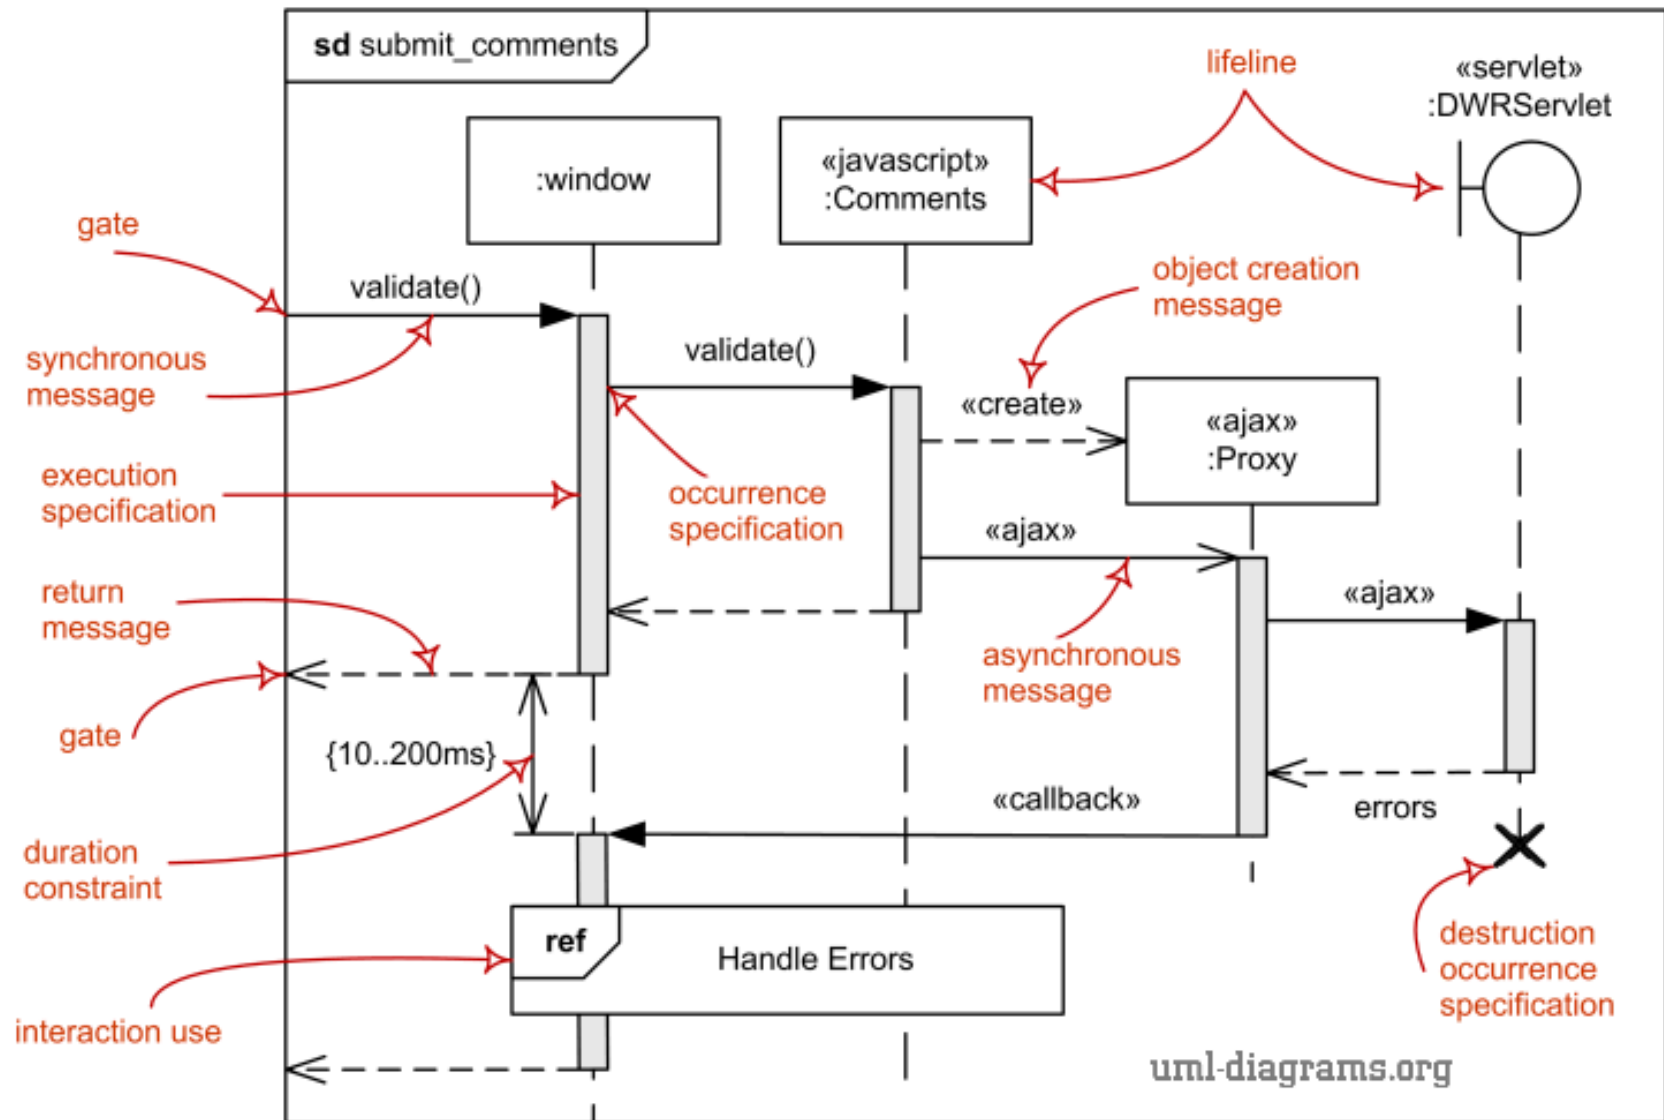 sd submit_comments
lifeline
«servlet»
:DWRServlet
:window
«javascript»
:Comments
gate
validate()
object creation
message
synchronous
message
validate()
«create»
«ajax»
:Proxy
execution
specification
occurrence
specification
«ajax»
return
message
«ajax»
asynchronous
message
gate
{10..200ms}
«callback»
errors
duration
constraint
ref
Handle Errors
destruction
occurrence
specification
interaction use
uml-diagrams.org